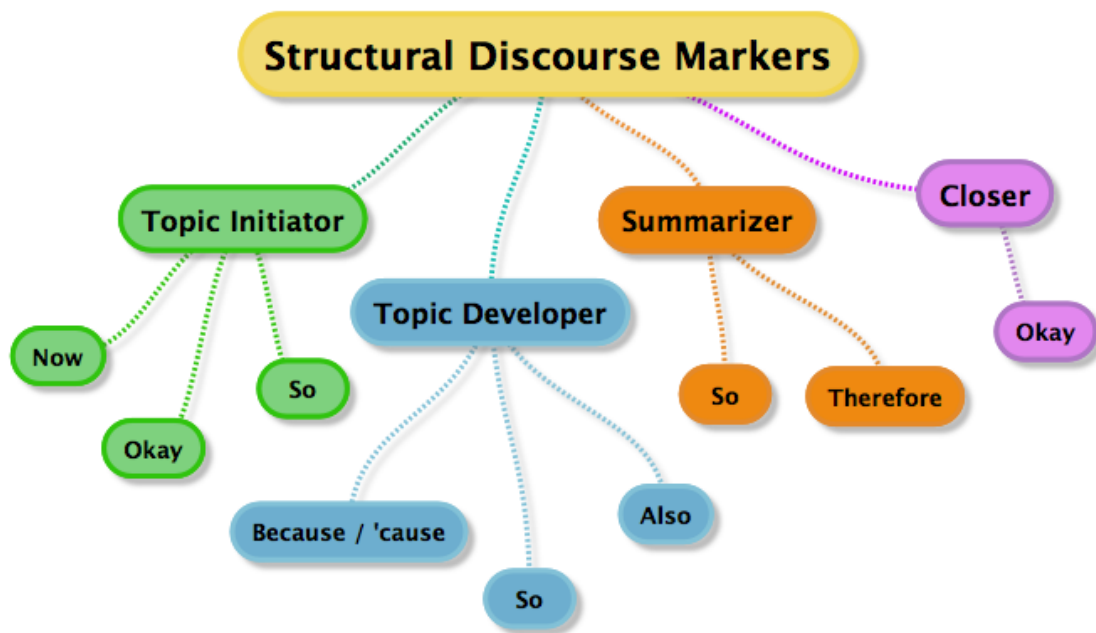 Structural Discourse Markers
Topic Initiator
Now
Okay
So
Topic Developer
Because / 'cause
So
Also
Summarizer
So
Therefore
Closer
Okay